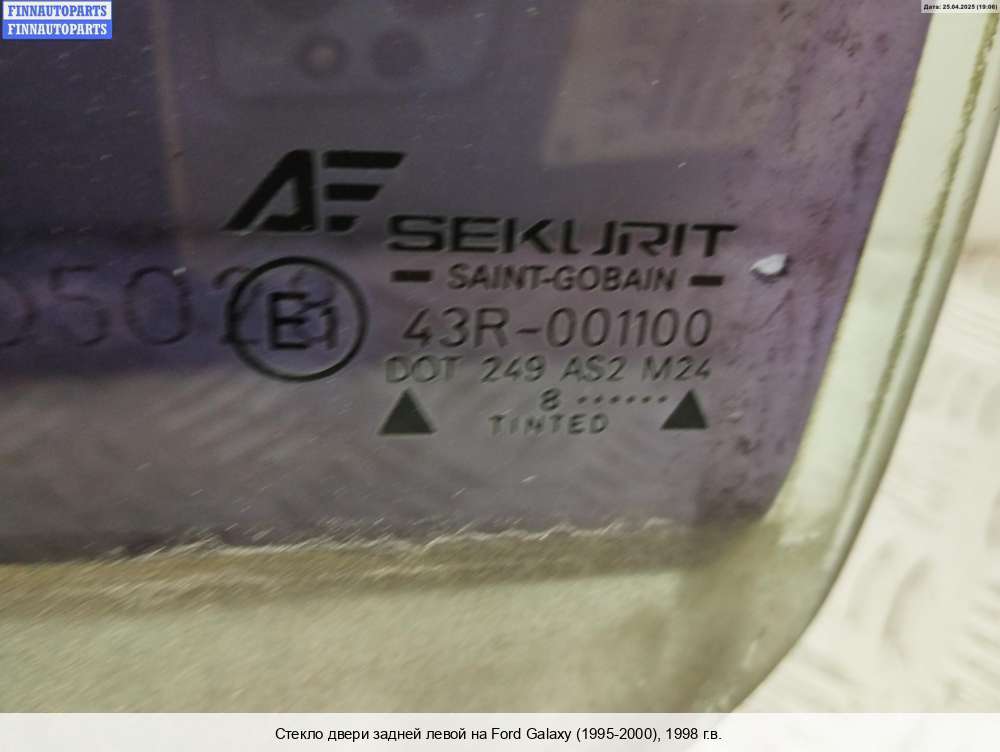 FINNAUTOPARTS
FINNAUTOPARTS
Дата: 25.04.2025 (19:06)
AF
SEKURIT
SAINT-GOBAIN
E1
43R-001100
DOT 249 AS2 M24
8 ······
TINTED
Стекло двери задней левой на Ford Galaxy (1995-2000), 1998 г.в.